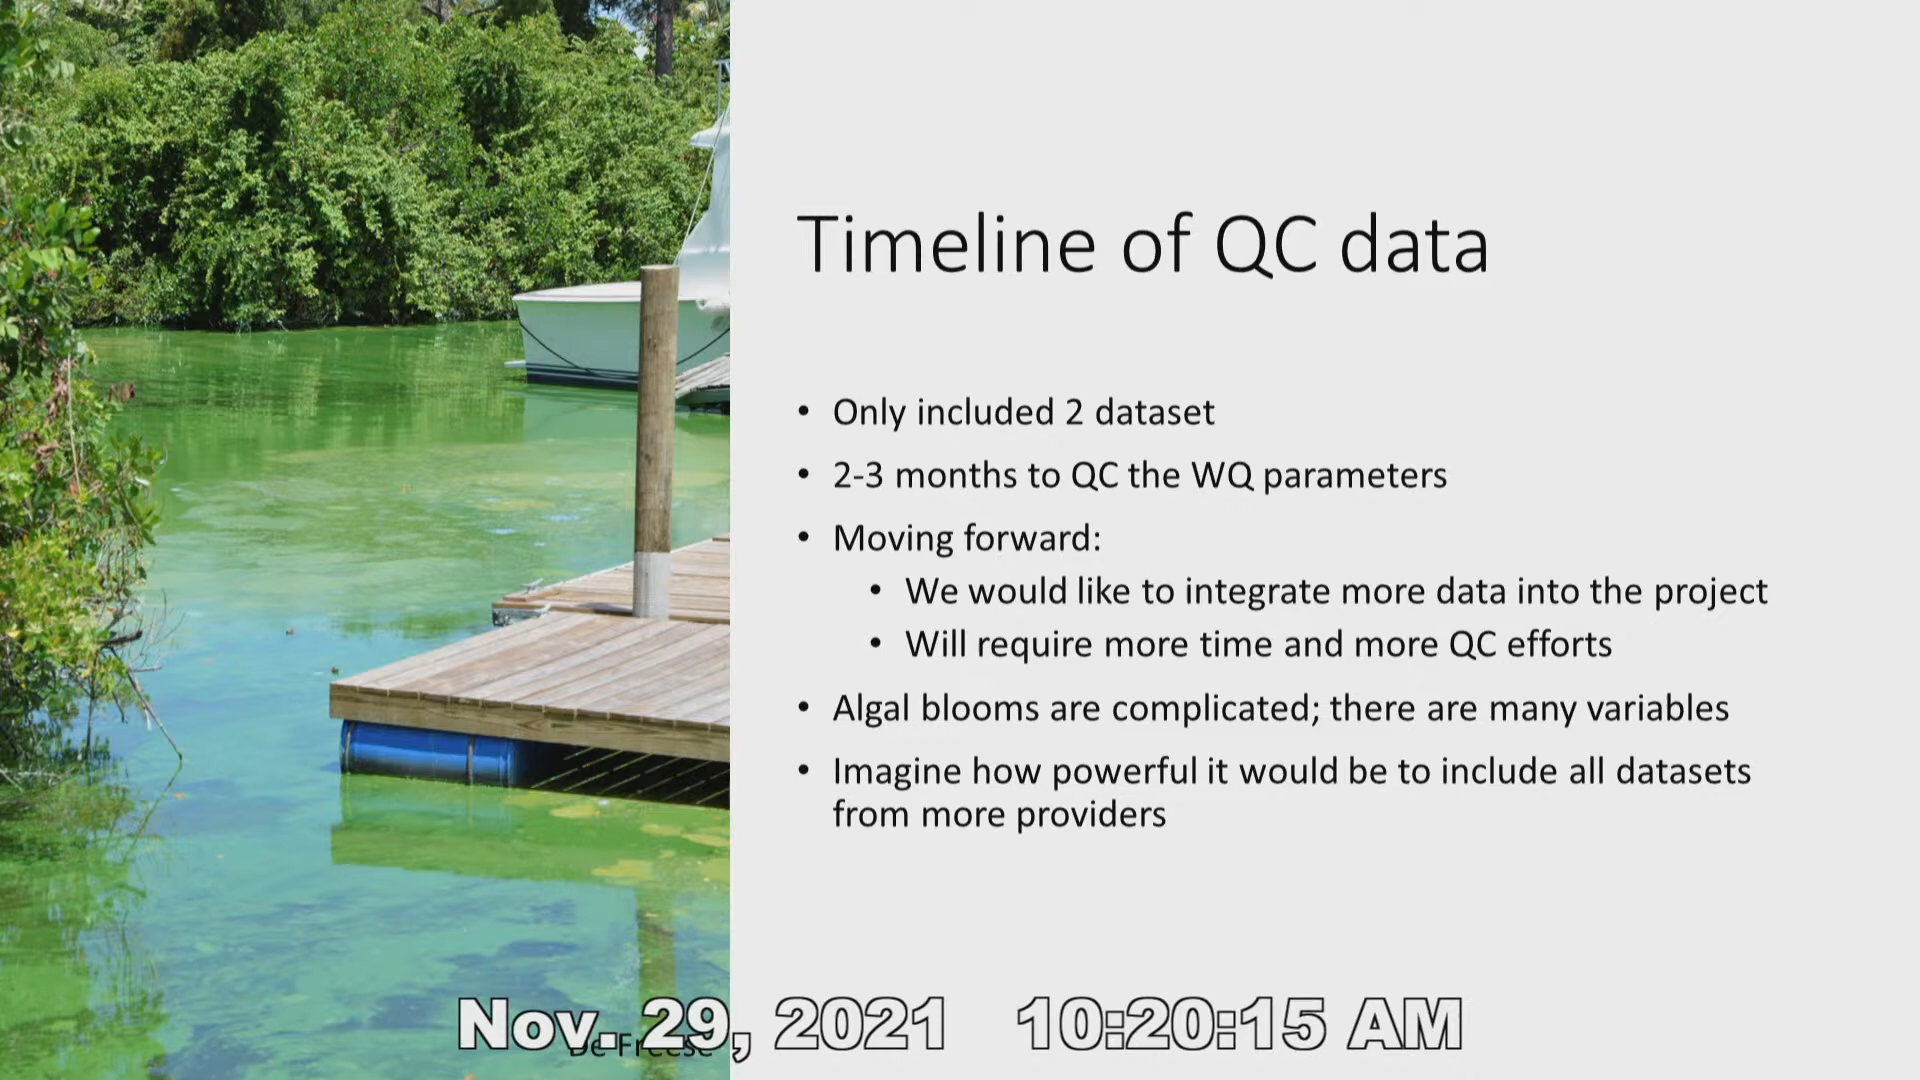 Timeline of QC data
• Only included 2 dataset
• 2-3 months to QC the WQ parameters
• Moving forward:
• We would like to integrate more data into the project
• Will require more time and more QC efforts
• Algal blooms are complicated; there are many variables
• Imagine how powerful it would be to include all datasets
from more providers
De Freese
Nov. 29, 2021 10:20:15 AM